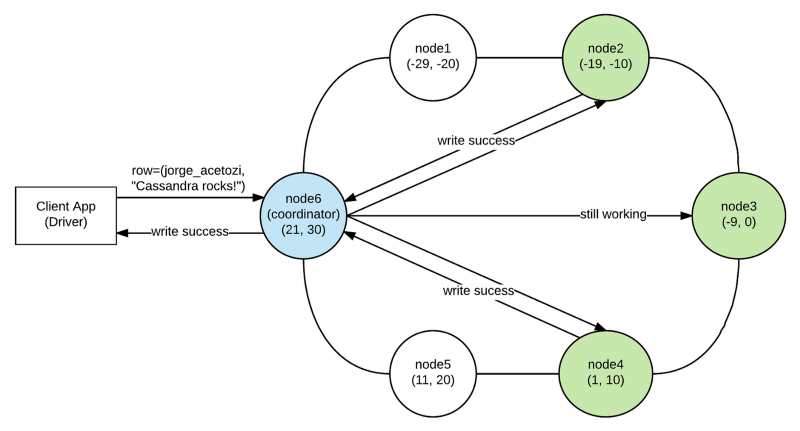 node1
(-29, -20)
node2
(-19, -10)
write success
row=(jorge_acetozi,
"Cassandra rocks!")
Client App
(Driver)
write success
node6
(coordinator)
(21, 30)
still working
node3
(-9, 0)
write sucess
node5
(11, 20)
node4
(1, 10)